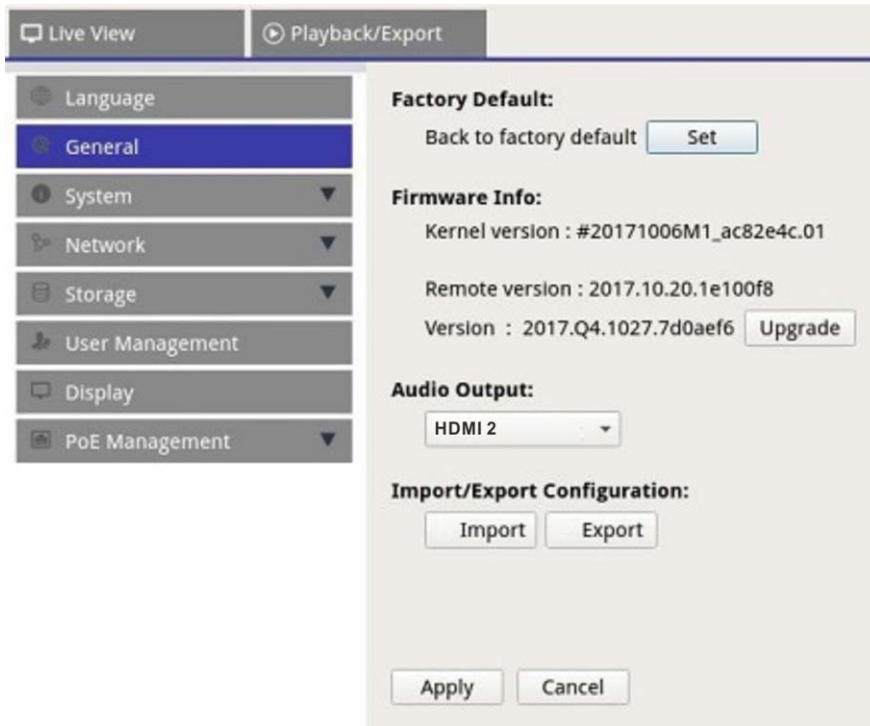 Live View
Playback/Export
Language
General
System
Network
Storage
User Management
Display
PoE Management
Factory Default:
Back to factory default Set
Firmware Info:
Kernel version : #20171006M1_ac82e4c.01
Remote version : 2017.10.20.1e100f8
Version : 2017.Q4.1027.7d0aef6 Upgrade
Audio Output:
HDMI 2
Import/Export Configuration:
Import Export
Apply Cancel